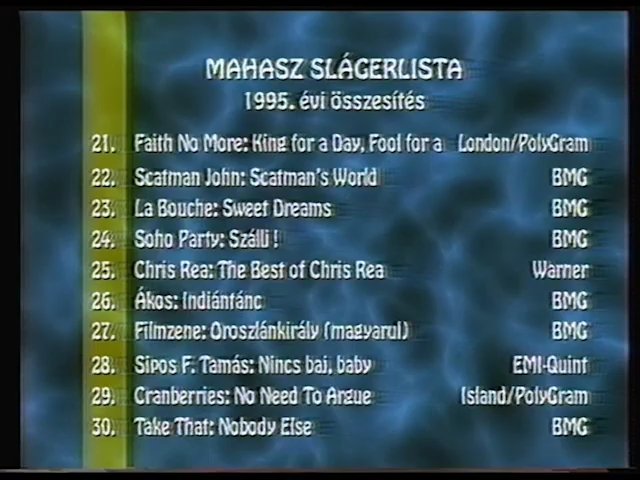 MAHASZ SLÁGERLISTA
1995. évi összesítés
21. Faith No More: King for a Day, Fool for a London/PolyGram
22. Scatman John: Scatman's World BMG
23. La Bouche: Sweet Dreams BMG
24. Soho Party: Szállj ! BMG
25. Chris Rea: The Best of Chris Rea Warner
26. Ákos: Indiántánc BMG
27. Filmzene: Oroszlánkirály (magyarul) BMG
28. Sipos F. Tamás: Nincs baj, baby EMI-Quint
29. Cranberries: No Need To Argue Island/PolyGram
30. Take That: Nobody Else BMG